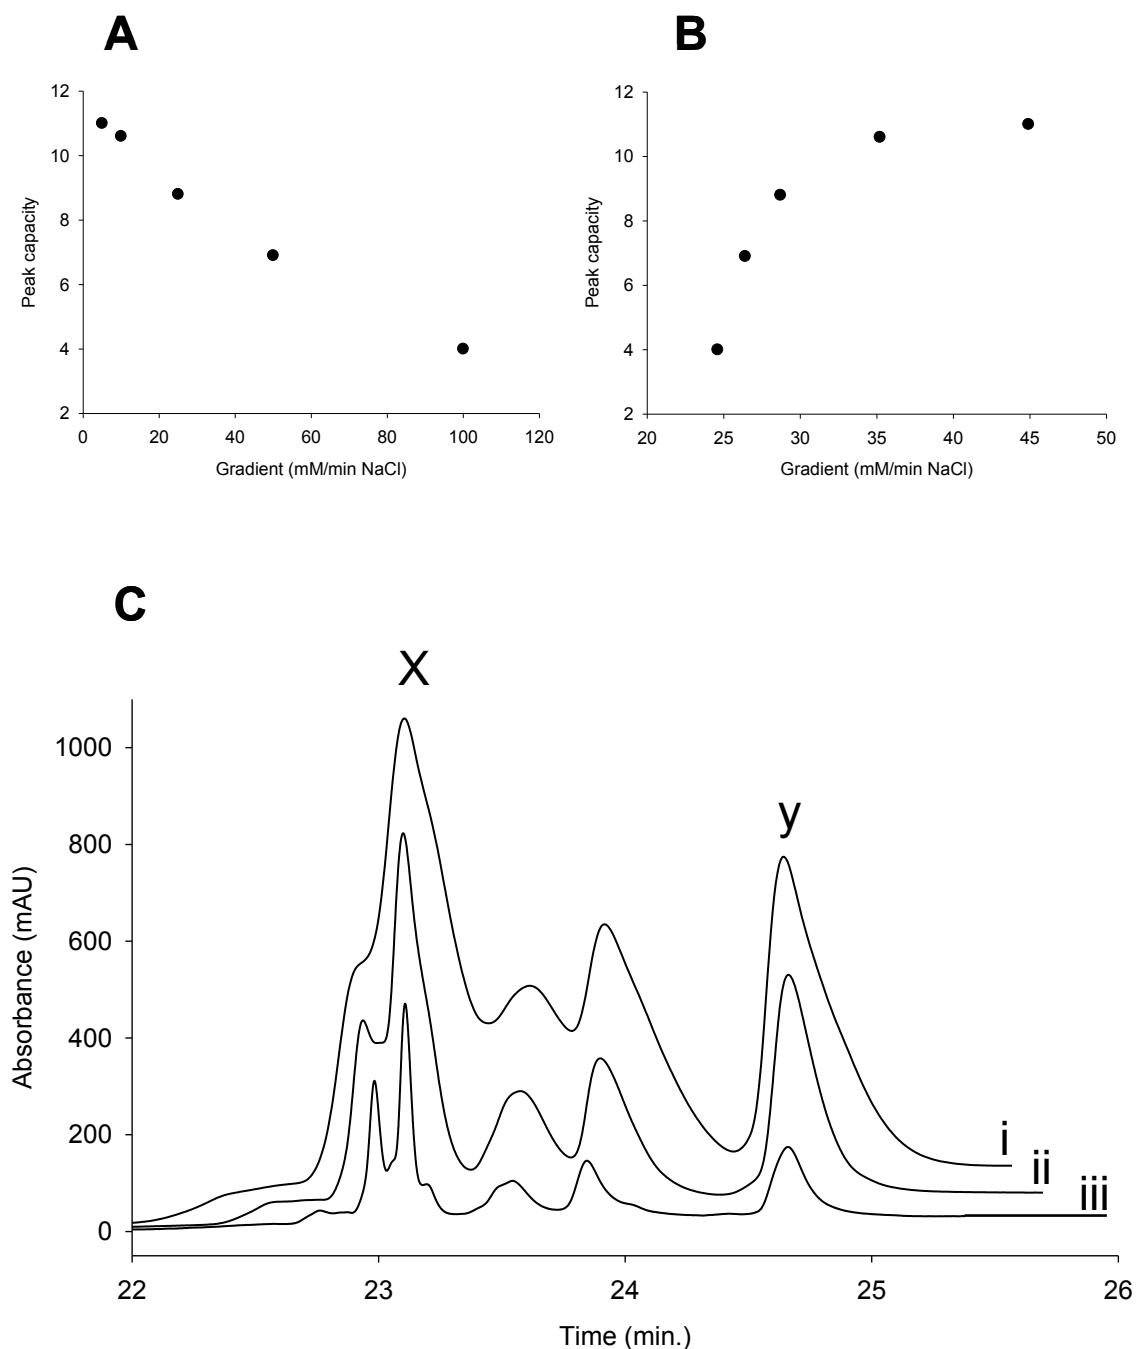 A
B
12
10
8
6
4
2
Peak capacity
0
20
40
60
80
100
120
Gradient (mM/min NaCl)
12
10
8
6
4
2
Peak capacity
20
25
30
35
40
45
50
Gradient (mM/min NaCl)
C
X
y
1000
800
600
400
200
0
Absorbance (mAU)
i
ii
iii
22
23
24
25
26
Time (min.)